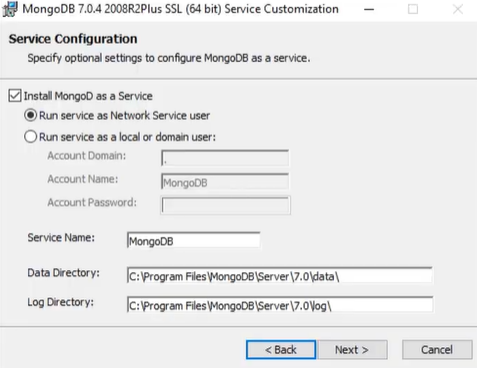 MongoDB 7.0.4 2008R2Plus SSL (64 bit) Service Customization
Service Configuration
Specify optional settings to configure MongoDB as a service.
Install MongoD as a Service
Run service as Network Service user
Run service as a local or domain user:
Account Domain: .
Account Name: MongoDB
Account Password:
Service Name: MongoDB
Data Directory: C:\Program Files\MongoDB\Server\7.0\data\
Log Directory: C:\Program Files\MongoDB\Server\7.0\log\
< Back Next > Cancel